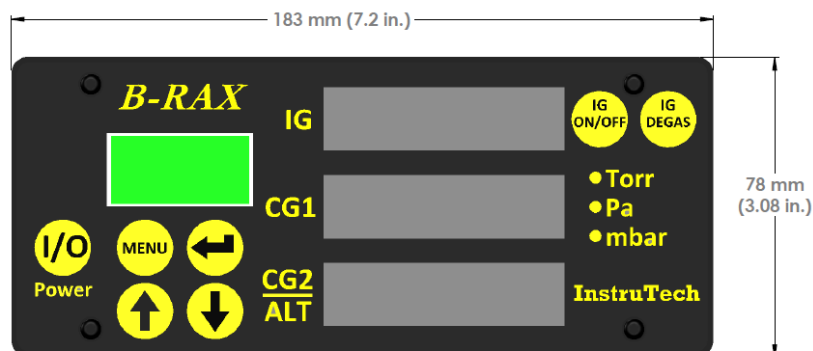 183 mm (7.2 in.)
B-RAX
IG
IG
ON/OFF
IG
DEGAS
CG1
Torr
Pa
mbar
78 mm
(3.08 in.)
I/O
Power
MENU
CG2
ALT
InstruTech